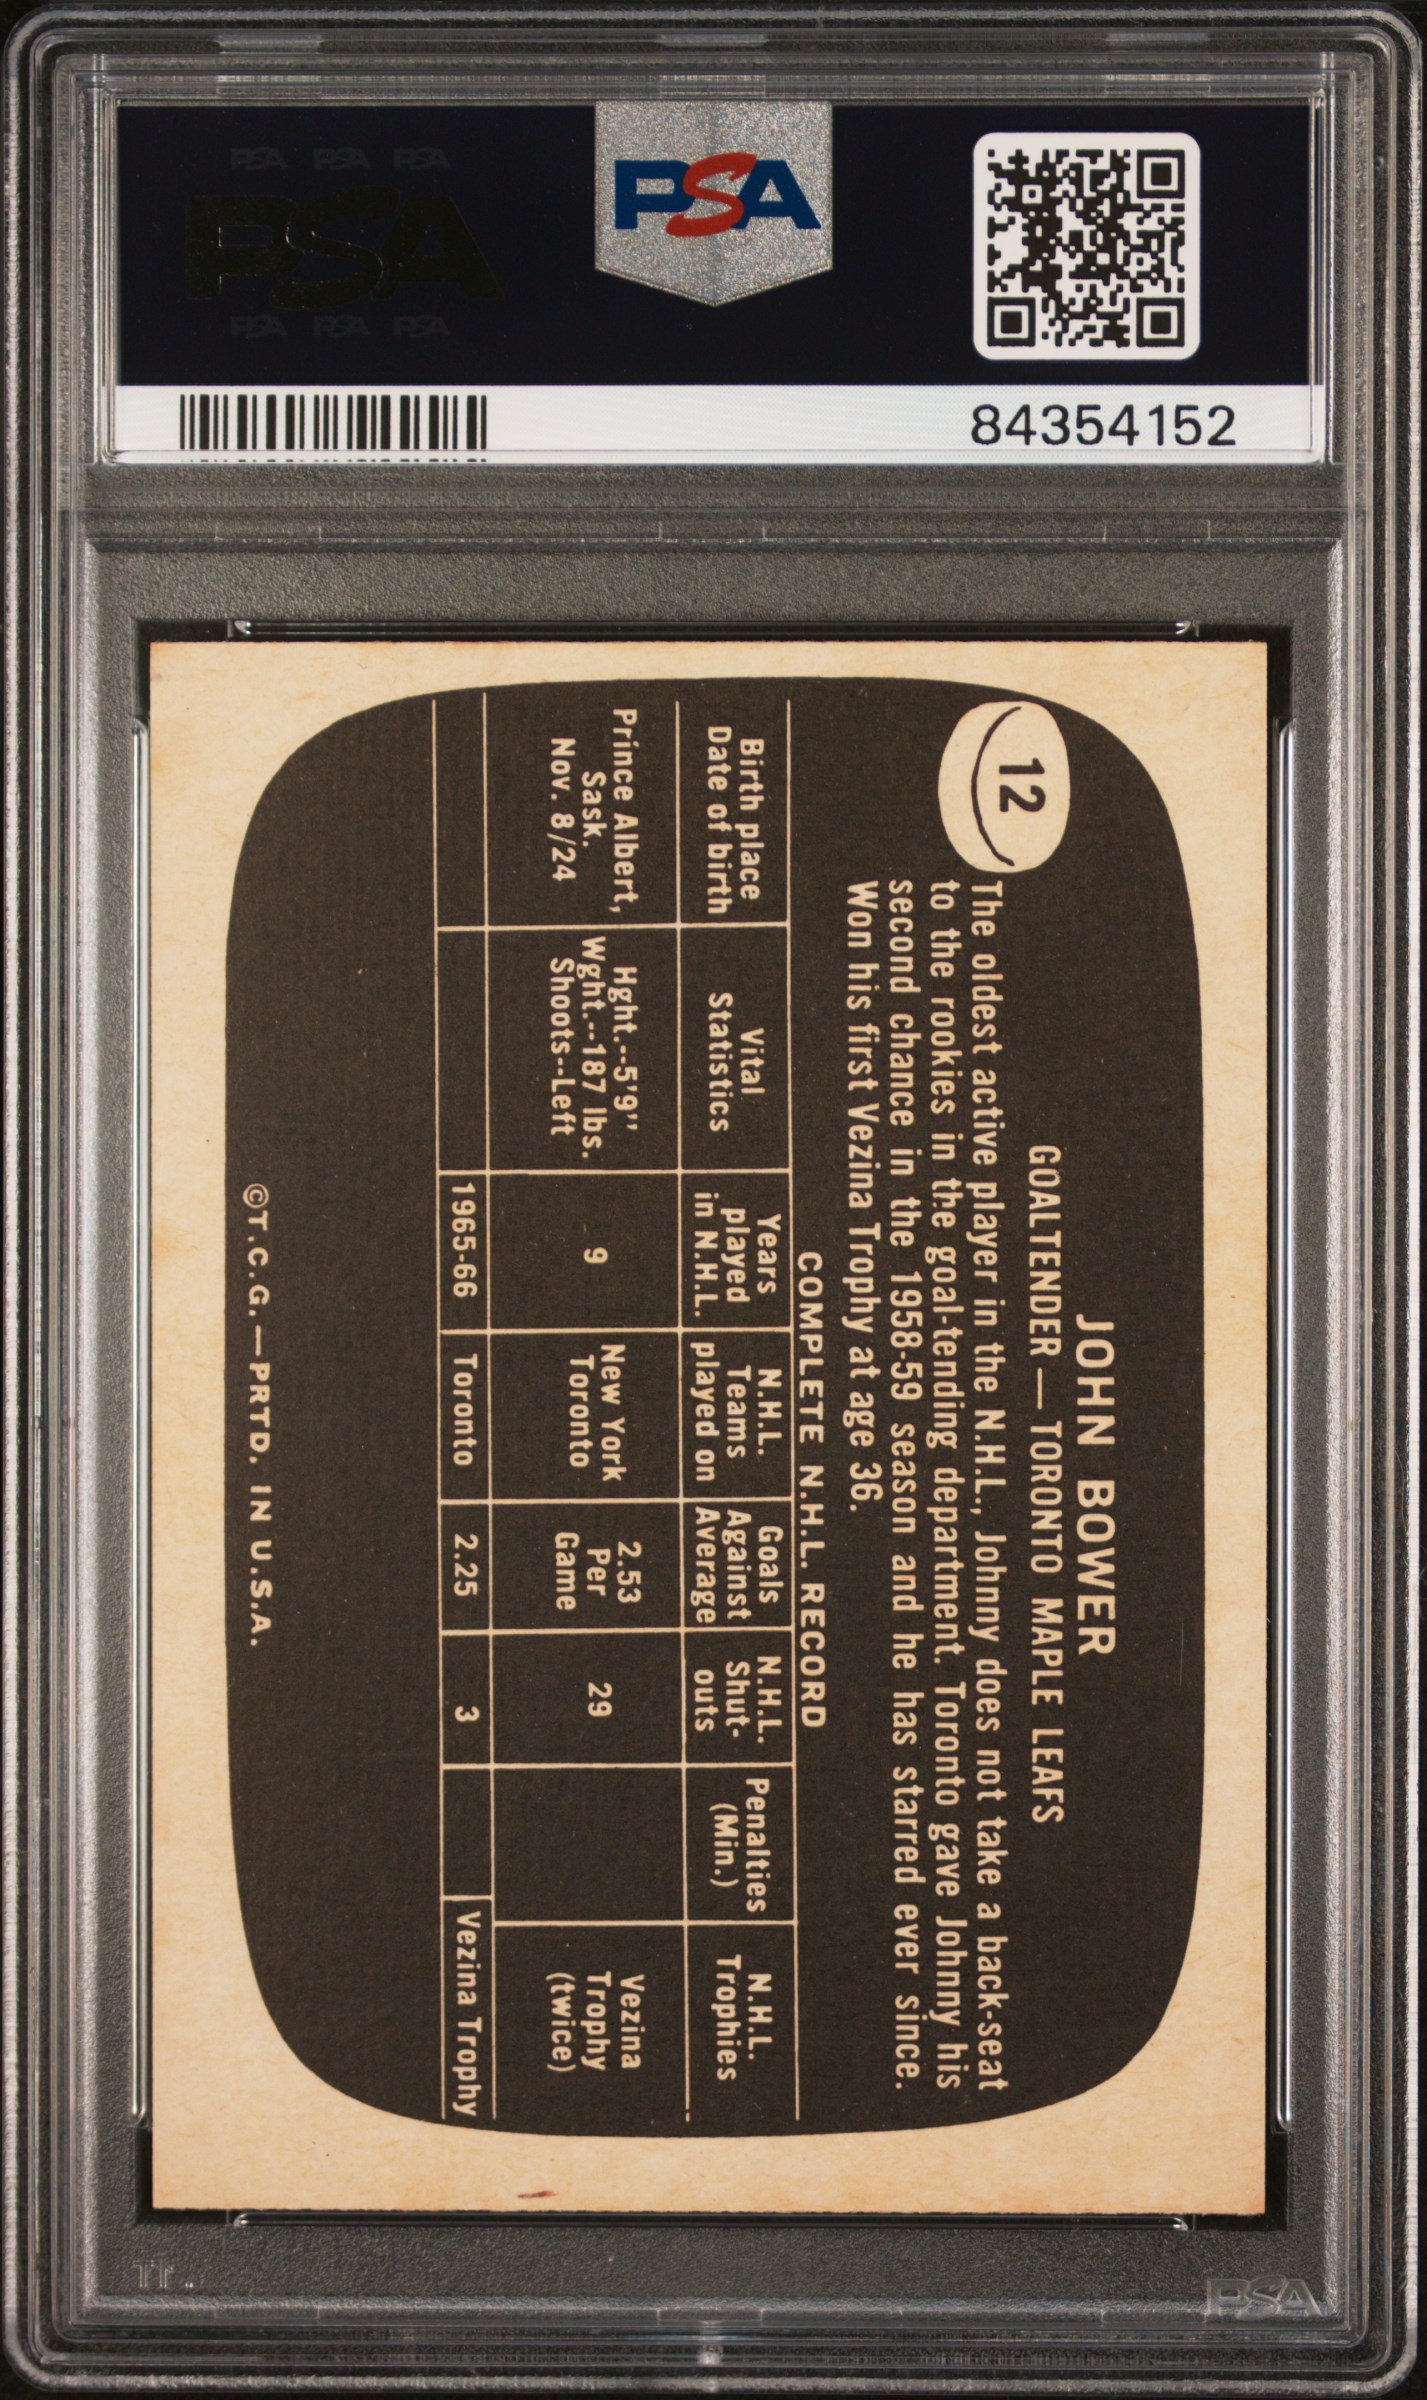 PSA PSA PSA
PSA
PSA PSA PSA
PSA
84354152
12
JOHN BOWER
GOALTENDER — TORONTO MAPLE LEAFS
The oldest active player in the N.H.L., Johnny does not take a back-seat
to the rookies in the goal-tending department. Toronto gave Johnny his
second chance in the 1958-59 season and he has starred ever since.
Won his first Vezina Trophy at age 36.
COMPLETE N.H.L. RECORD
Birth place
Date of birth
Vital
Statistics
Years
played
in N.H.L.
N.H.L.
Teams
played on
Goals
Against
Average
N.H.L.
Shut-
outs
Penalties
(Min.)
N.H.L.
Trophies
Prince Albert,
Sask.
Nov. 8/24
Hght.--5'9''
Wght.--187 lbs.
Shoots--Left
9
New York
Toronto
2.53
Per
Game
29
Vezina
Trophy
(twice)
1965-66
Toronto
2.25
3
Vezina Trophy
©T.C.G.—PRTD. IN U.S.A.
PSA